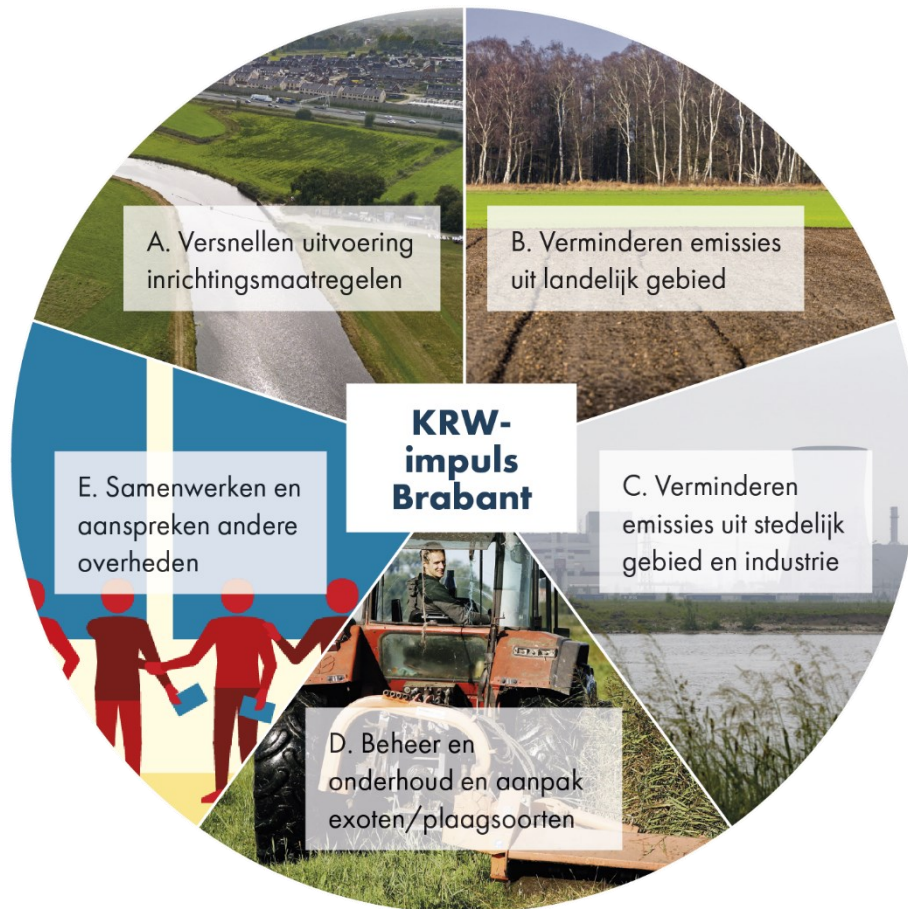 A. Versnellen uitvoering
inrichtingsmaatregelen
B. Verminderen emissies
uit landelijk gebied
KRW-
impuls
Brabant
C. Verminderen
emissies uit stedelijk
gebied en industrie
D. Beheer en
onderhoud en aanpak
exoten/plaagsoorten
E. Samenwerken en
aanspreken andere
overheden